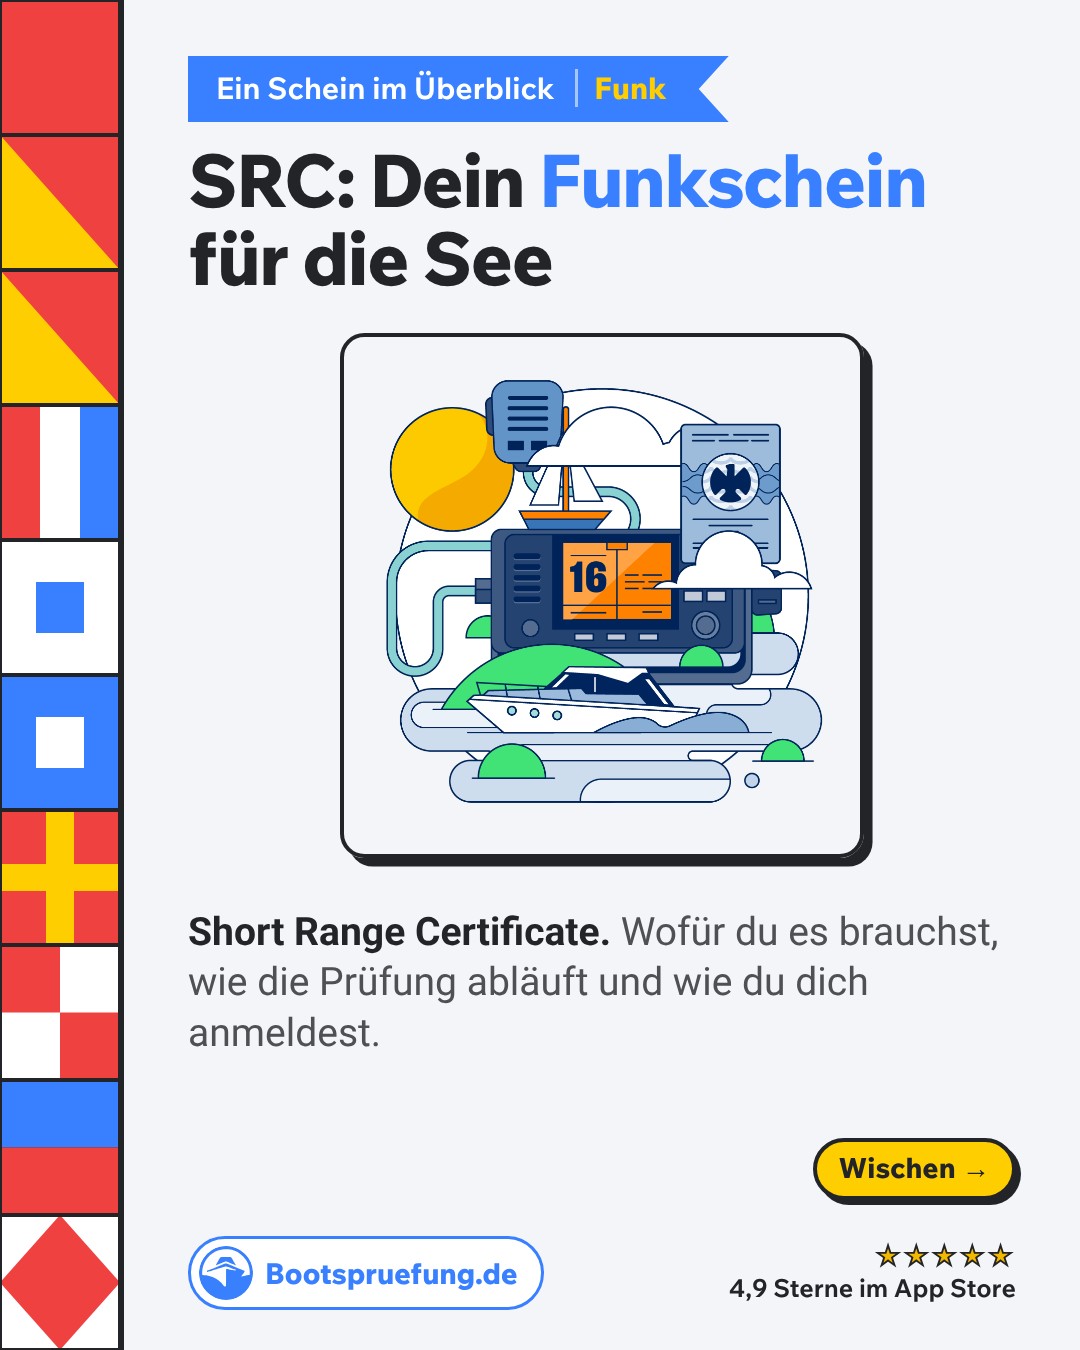 Ein Schein im Überblick | Funk
SRC: Dein Funkschein
für die See
16
Short Range Certificate. Wofür du es brauchst,
wie die Prüfung abläuft und wie du dich
anmeldest.
Wischen →
Bootspruefung.de
★★★★★
4,9 Sterne im App Store